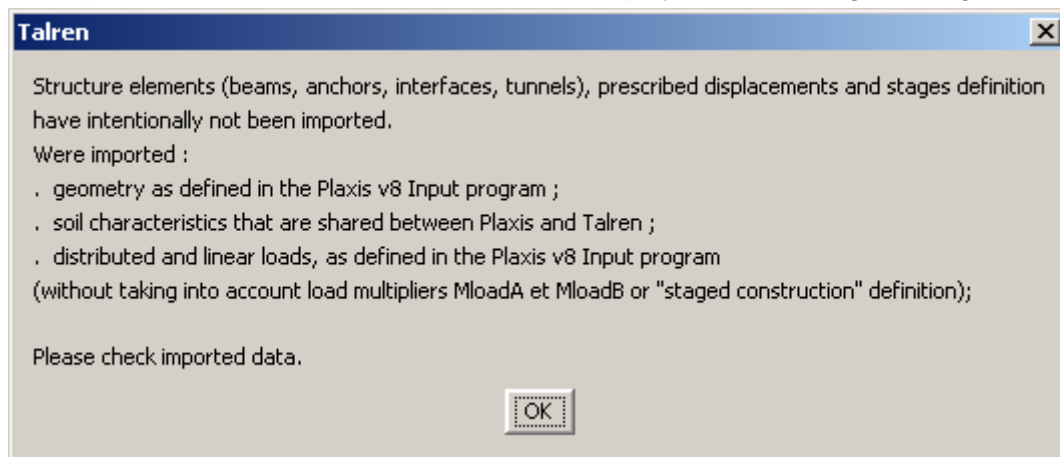 Talren
Structure elements (beams, anchors, interfaces, tunnels), prescribed displacements and stages definition
have intentionally not been imported.
Were imported :
. geometry as defined in the Plaxis v8 Input program ;
. soil characteristics that are shared between Plaxis and Talren ;
. distributed and linear loads, as defined in the Plaxis v8 Input program
(without taking into account load multipliers MloadA et MloadB or "staged construction" definition);
Please check imported data.
OK